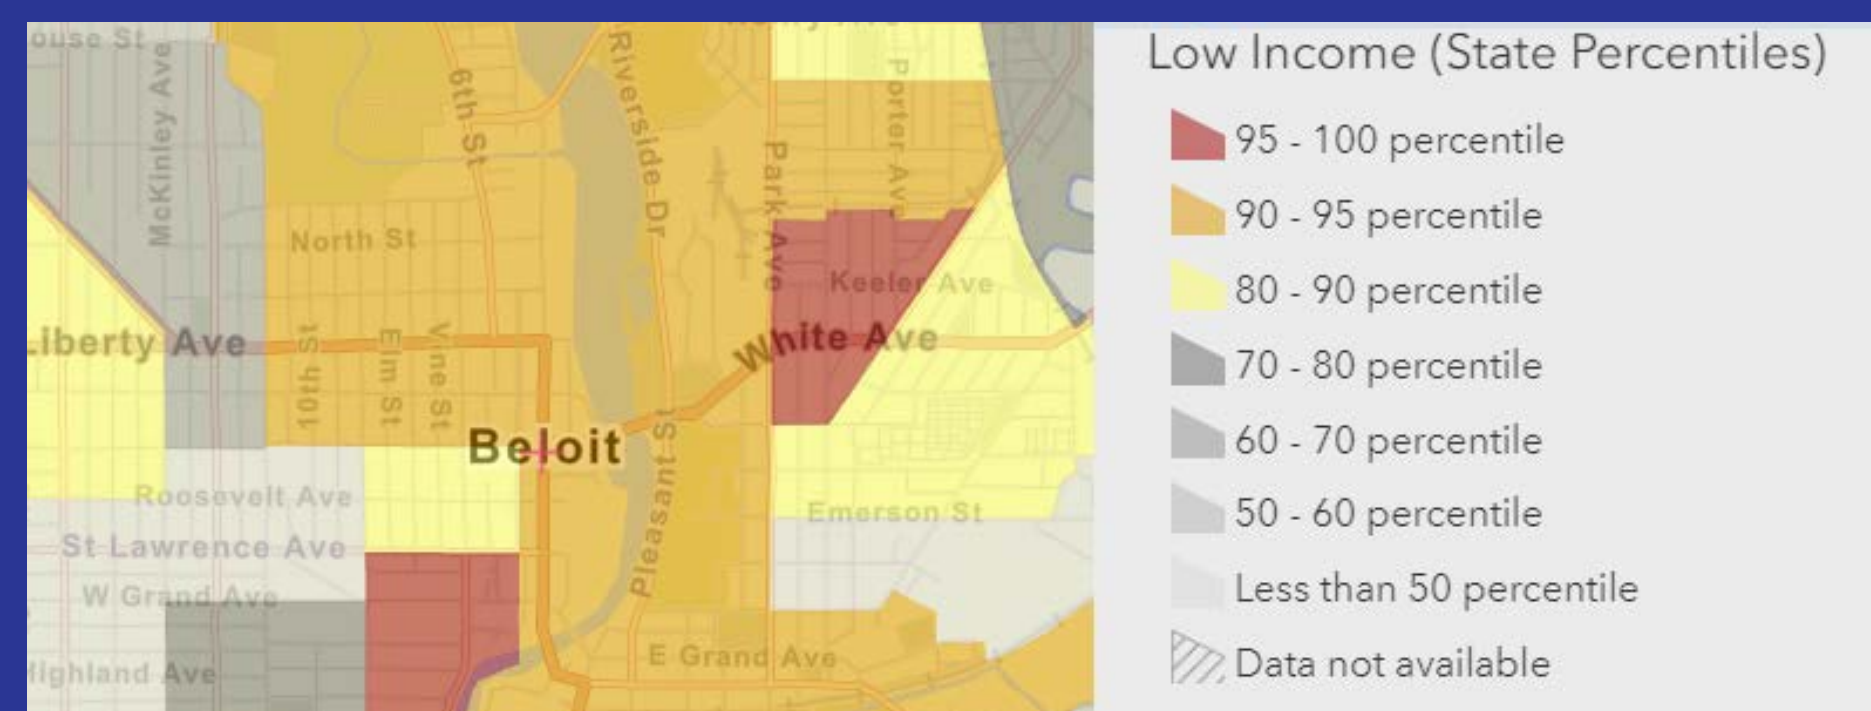 ouse St
McKinley Ave
6th St
Riverside Dr
Porter Ave
Park Ave
North St
Keeler Ave
Liberty Ave
White Ave
10th St
Elm St
Vine St
Beloit
Pleasant St
Roosevelt Ave
Emerson St
St Lawrence Ave
W Grand Ave
E Grand Ave
Highland Ave
Low Income (State Percentiles)
95 - 100 percentile
90 - 95 percentile
80 - 90 percentile
70 - 80 percentile
60 - 70 percentile
50 - 60 percentile
Less than 50 percentile
Data not available